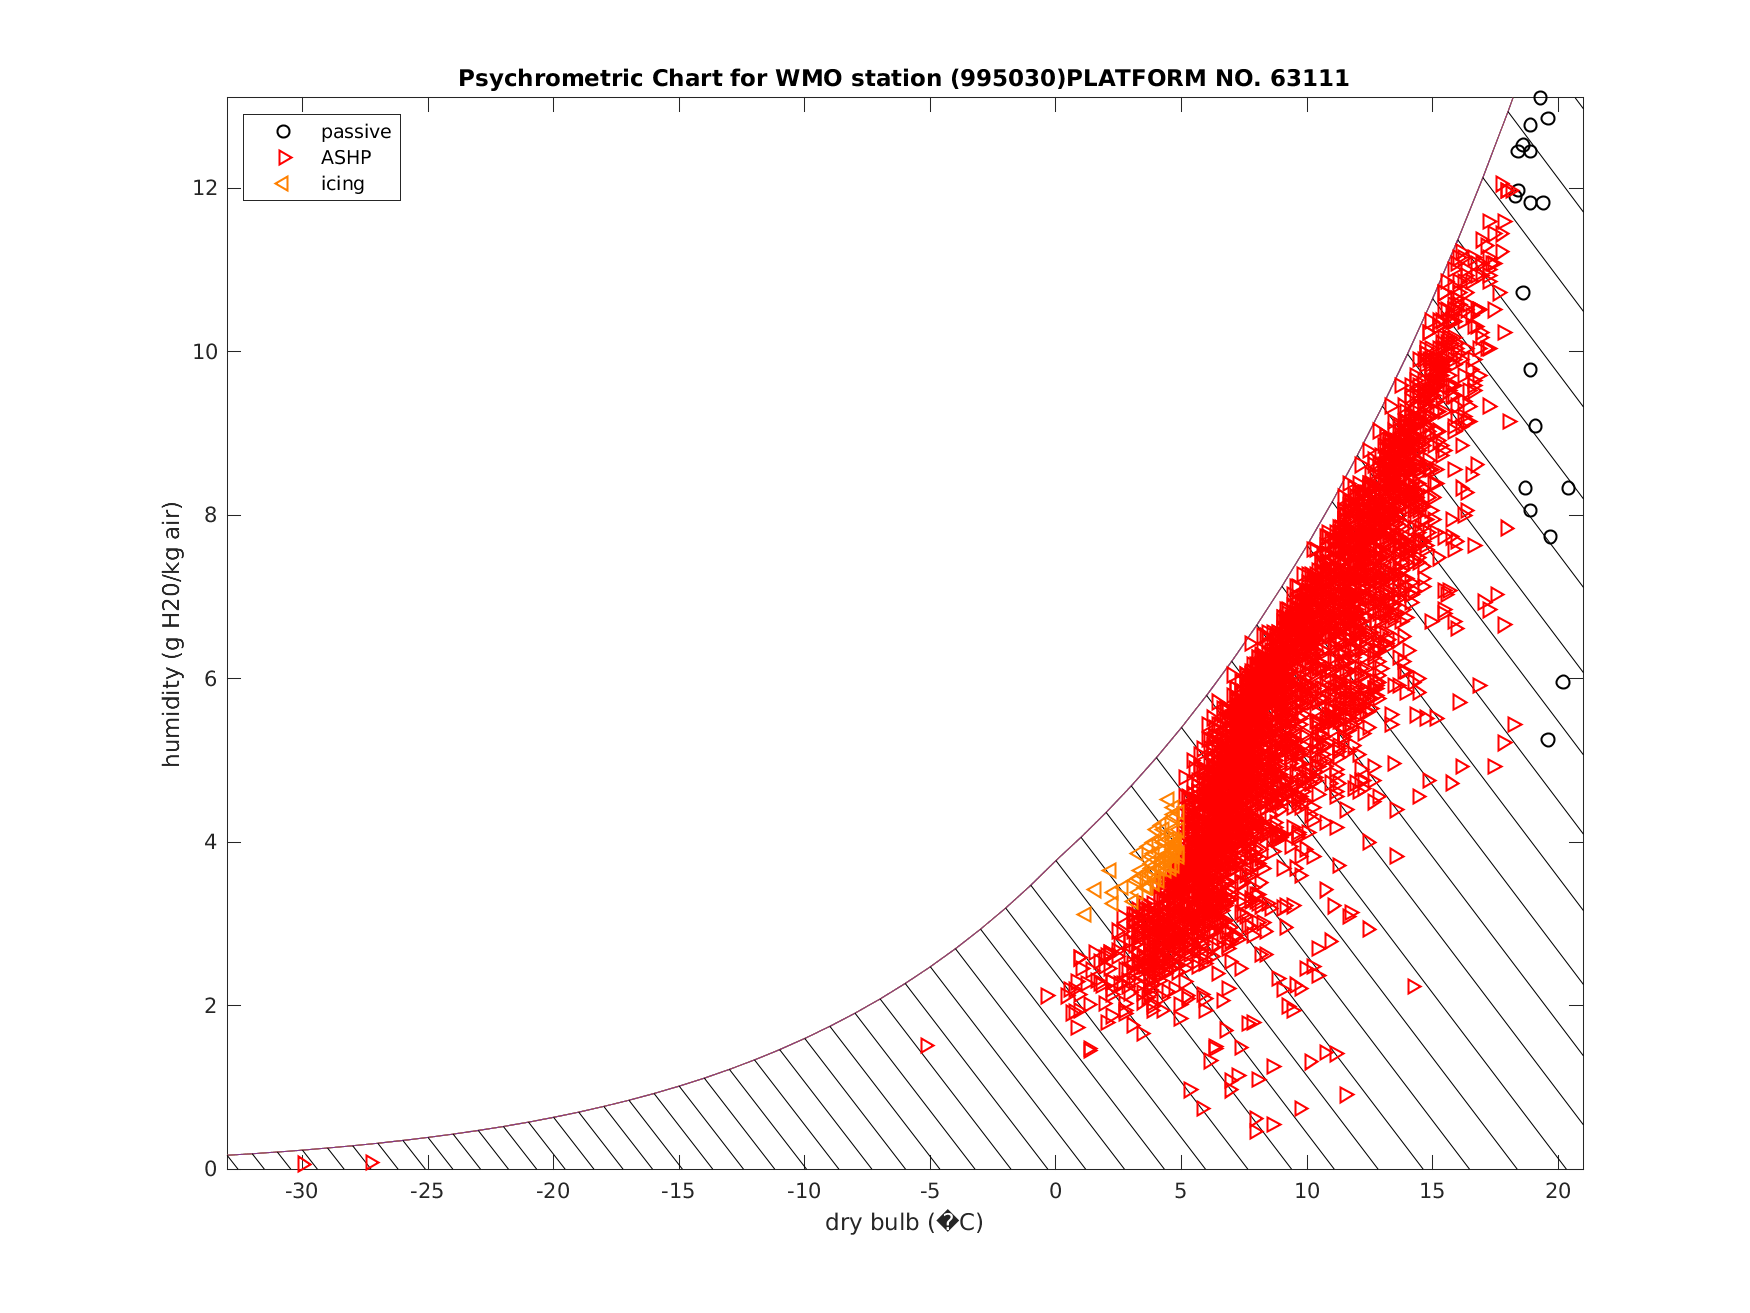 Psychrometric Chart for WMO station (995030)PLATFORM NO. 63111
passive
ASHP
icing
humidity (g H20/kg air)
12
10
8
6
4
2
0
-30 -25 -20 -15 -10 -5 0 5 10 15 20
dry bulb (�C)